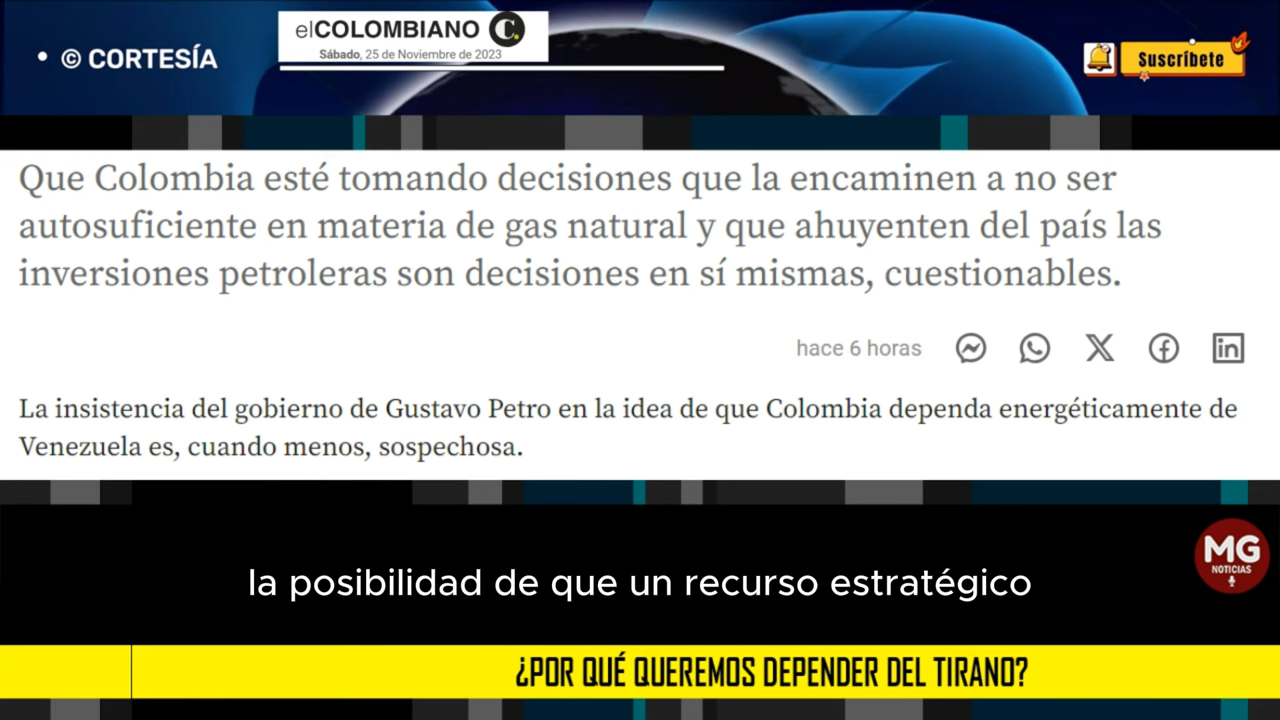 • © CORTESÍA
elCOLOMBIANO C.
Sábado, 25 de Noviembre de 2023
Suscríbete
Que Colombia esté tomando decisiones que la encaminen a no ser
autosuficiente en materia de gas natural y que ahuyenten del país las
inversiones petroleras son decisiones en sí mismas, cuestionables.
hace 6 horas
La insistencia del gobierno de Gustavo Petro en la idea de que Colombia dependa energéticamente de
Venezuela es, cuando menos, sospechosa.
la posibilidad de que un recurso estratégico
MG
NOTICIAS
¿POR QUÉ QUEREMOS DEPENDER DEL TIRANO?